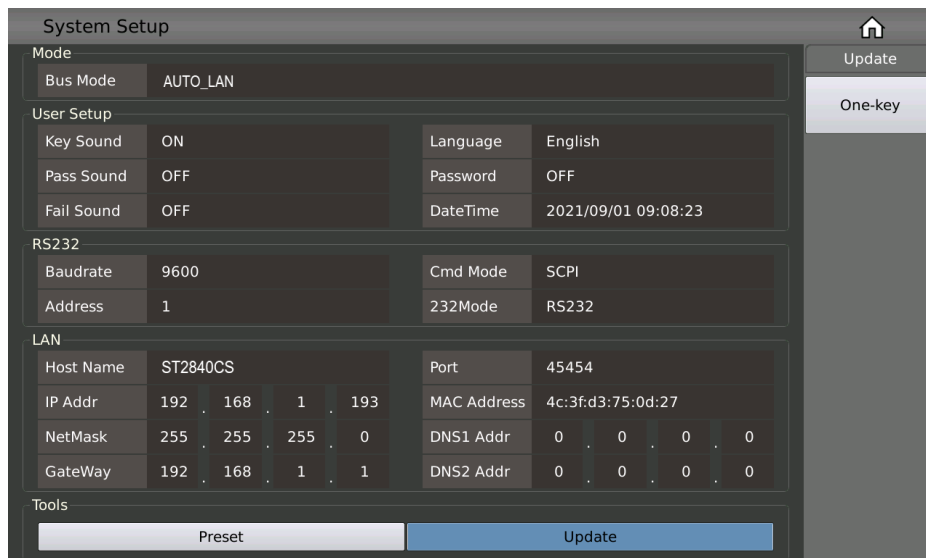 System Setup
Mode
Update
Bus Mode AUTO_LAN
One-key
User Setup
Key Sound ON Language English
Pass Sound OFF Password OFF
Fail Sound OFF DateTime 2021/09/01 09:08:23
RS232
Baudrate 9600 Cmd Mode SCPI
Address 1 232Mode RS232
LAN
Host Name ST2840CS Port 45454
IP Addr 192 . 168 . 1 . 193 MAC Address 4c:3f:d3:75:0d:27
NetMask 255 . 255 . 255 . 0 DNS1 Addr 0 . 0 . 0 . 0
GateWay 192 . 168 . 1 . 1 DNS2 Addr 0 . 0 . 0 . 0
Tools
Preset Update